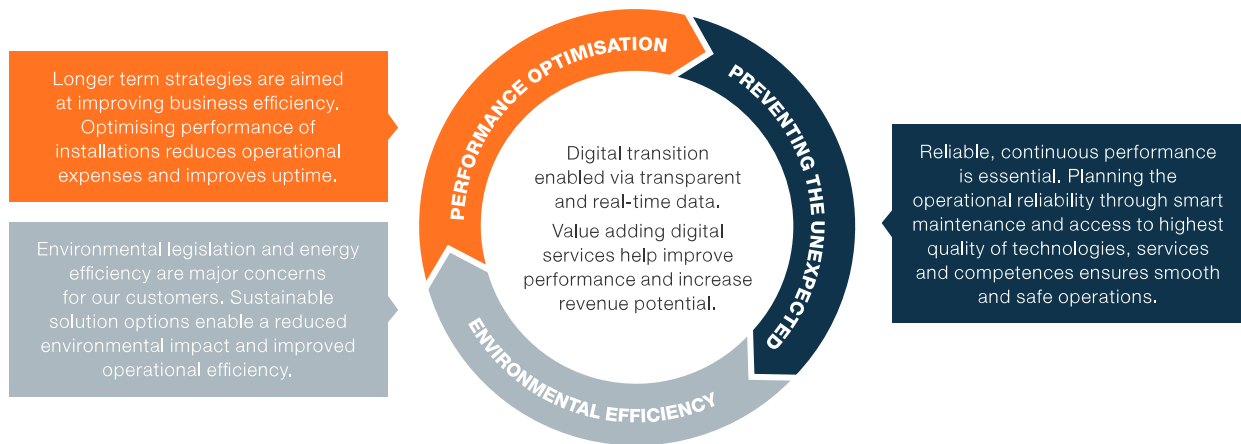 Longer term strategies are aimed
at improving business efficiency.
Optimising performance of
installations reduces operational
expenses and improves uptime.
Environmental legislation and energy
efficiency are major concerns
for our customers. Sustainable
solution options enable a reduced
environmental impact and improved
operational efficiency.
PERFORMANCE OPTIMISATION
PREVENTING THE UNEXPECTED
ENVIRONMENTAL EFFICIENCY
Digital transition
enabled via transparent
and real-time data.
Value adding digital
services help improve
performance and increase
revenue potential.
Reliable, continuous performance
is essential. Planning the
operational reliability through smart
maintenance and access to highest
quality of technologies, services
and competences ensures smooth
and safe operations.